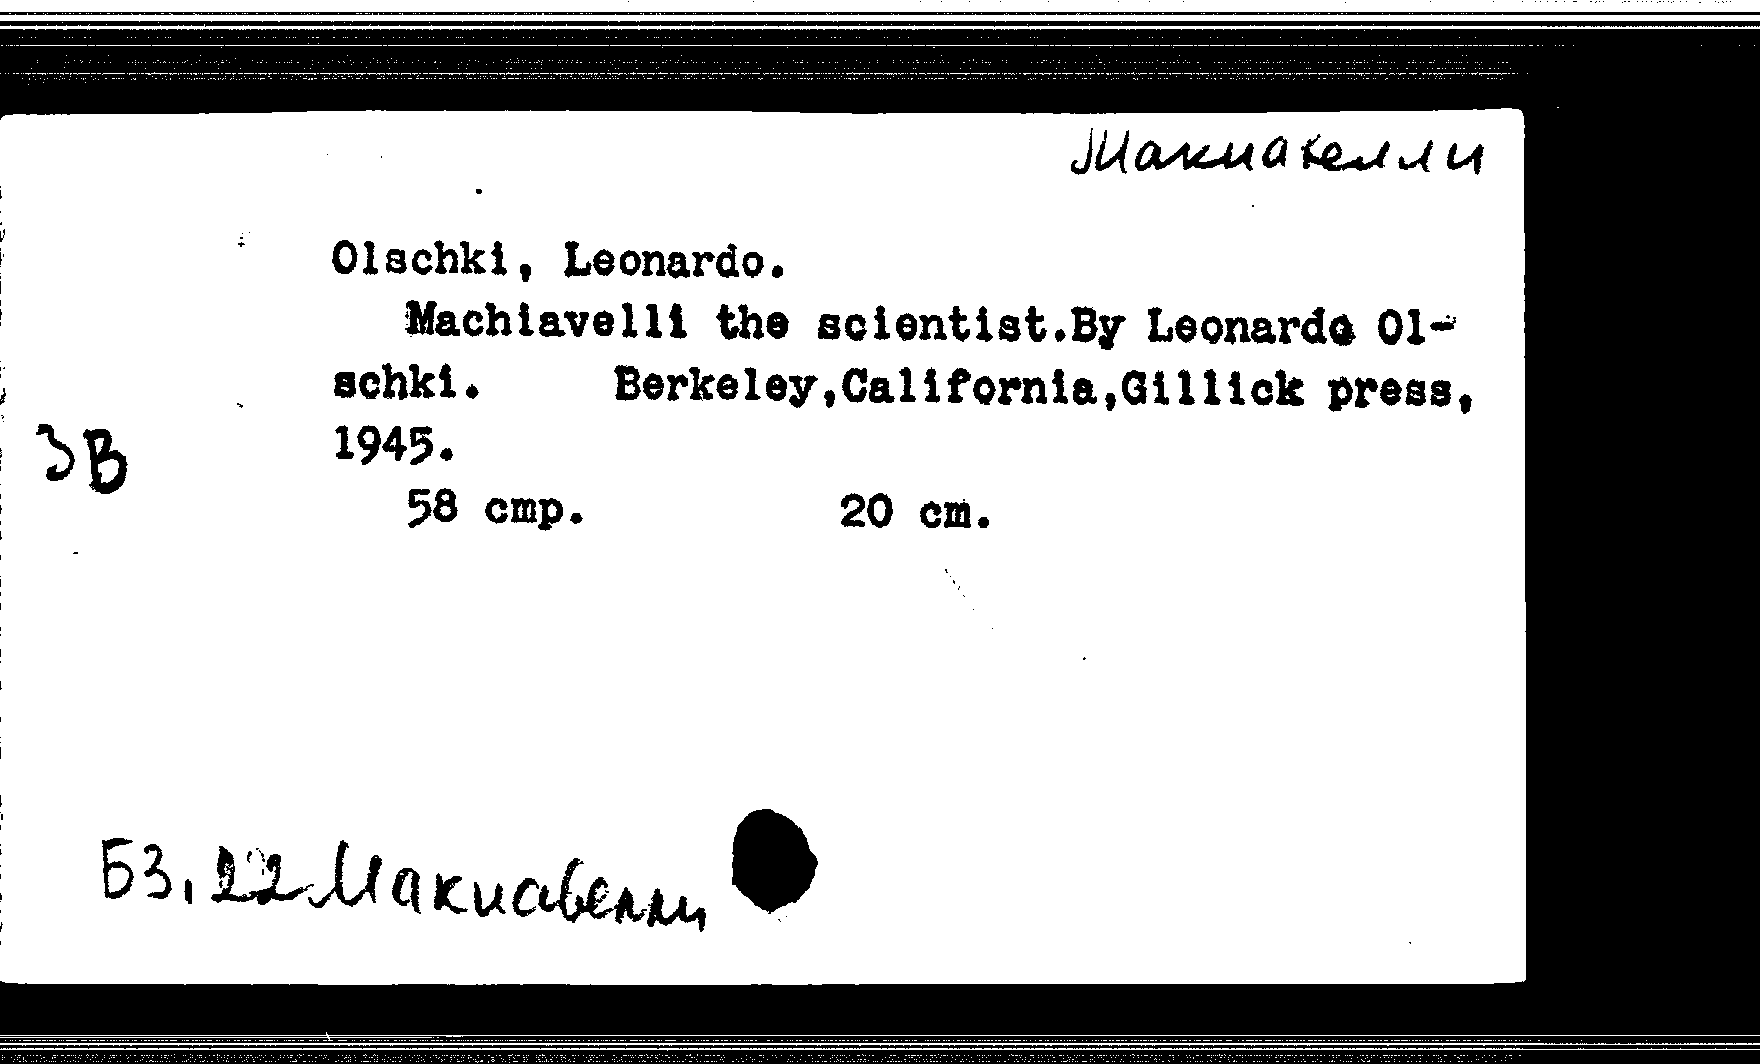 Макиавелли
Olschki, Leonardo.
Machiavelli the scientist.By Leonardo Ol-
schki. Berkeley,California,Gillick press,
1945.
ЗВ
58 стр. 20 cm.
Б3.22 Макиавелли